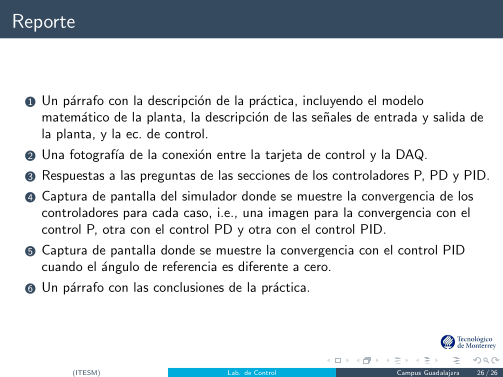 Reporte
1 Un párrafo con la descripción de la práctica, incluyendo el modelo
matemático de la planta, la descripción de las señales de entrada y salida de
la planta, y la ec. de control.
2 Una fotografía de la conexión entre la tarjeta de control y la DAQ.
3 Respuestas a las preguntas de las secciones de los controladores P, PD y PID.
4 Captura de pantalla del simulador donde se muestre la convergencia de los
controladores para cada caso, i.e., una imagen para la convergencia con el
control P, otra con el control PD y otra con el control PID.
5 Captura de pantalla donde se muestre la convergencia con el control PID
cuando el ángulo de referencia es diferente a cero.
6 Un párrafo con las conclusiones de la práctica.
Tecnológico
de Monterrey
(ITESM) Lab. de Control Campus Guadalajara 26 / 26